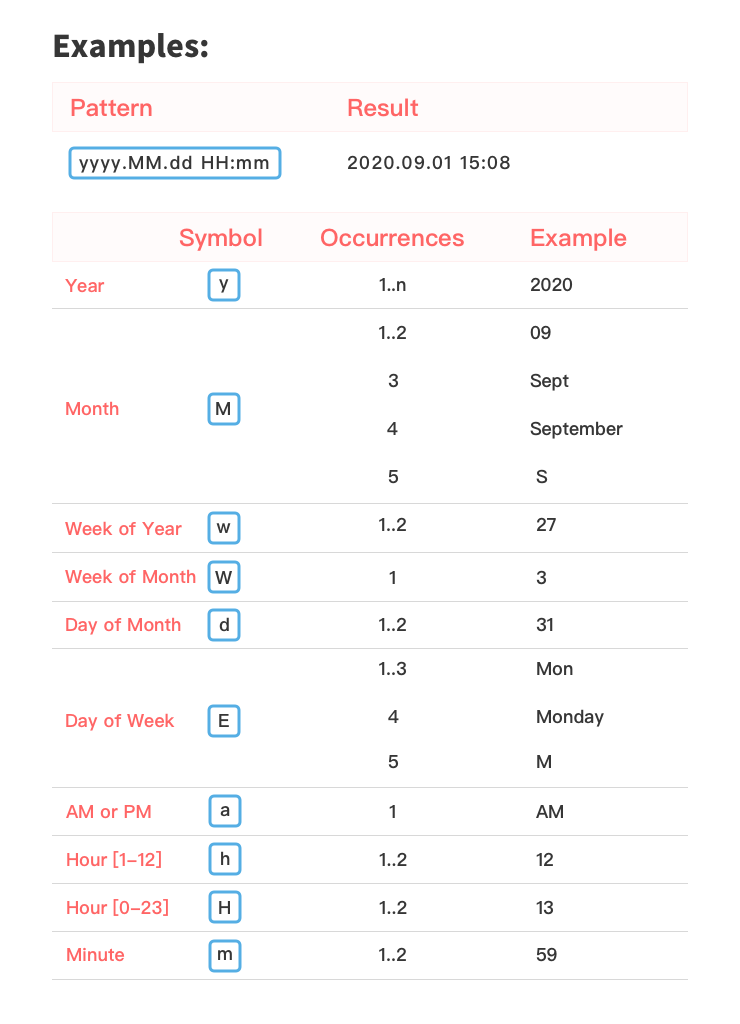 Examples:
Pattern Result
yyyy.MM.dd HH:mm 2020.09.01 15:08
Symbol Occurrences Example
Year y 1..n 2020
1..2 09
3 Sept
Month M
4 September
5 S
Week of Year w 1..2 27
Week of Month W 1 3
Day of Month d 1..2 31
1..3 Mon
Day of Week E 4 Monday
5 M
AM or PM a 1 AM
Hour [1–12] h 1..2 12
Hour [0–23] H 1..2 13
Minute m 1..2 59